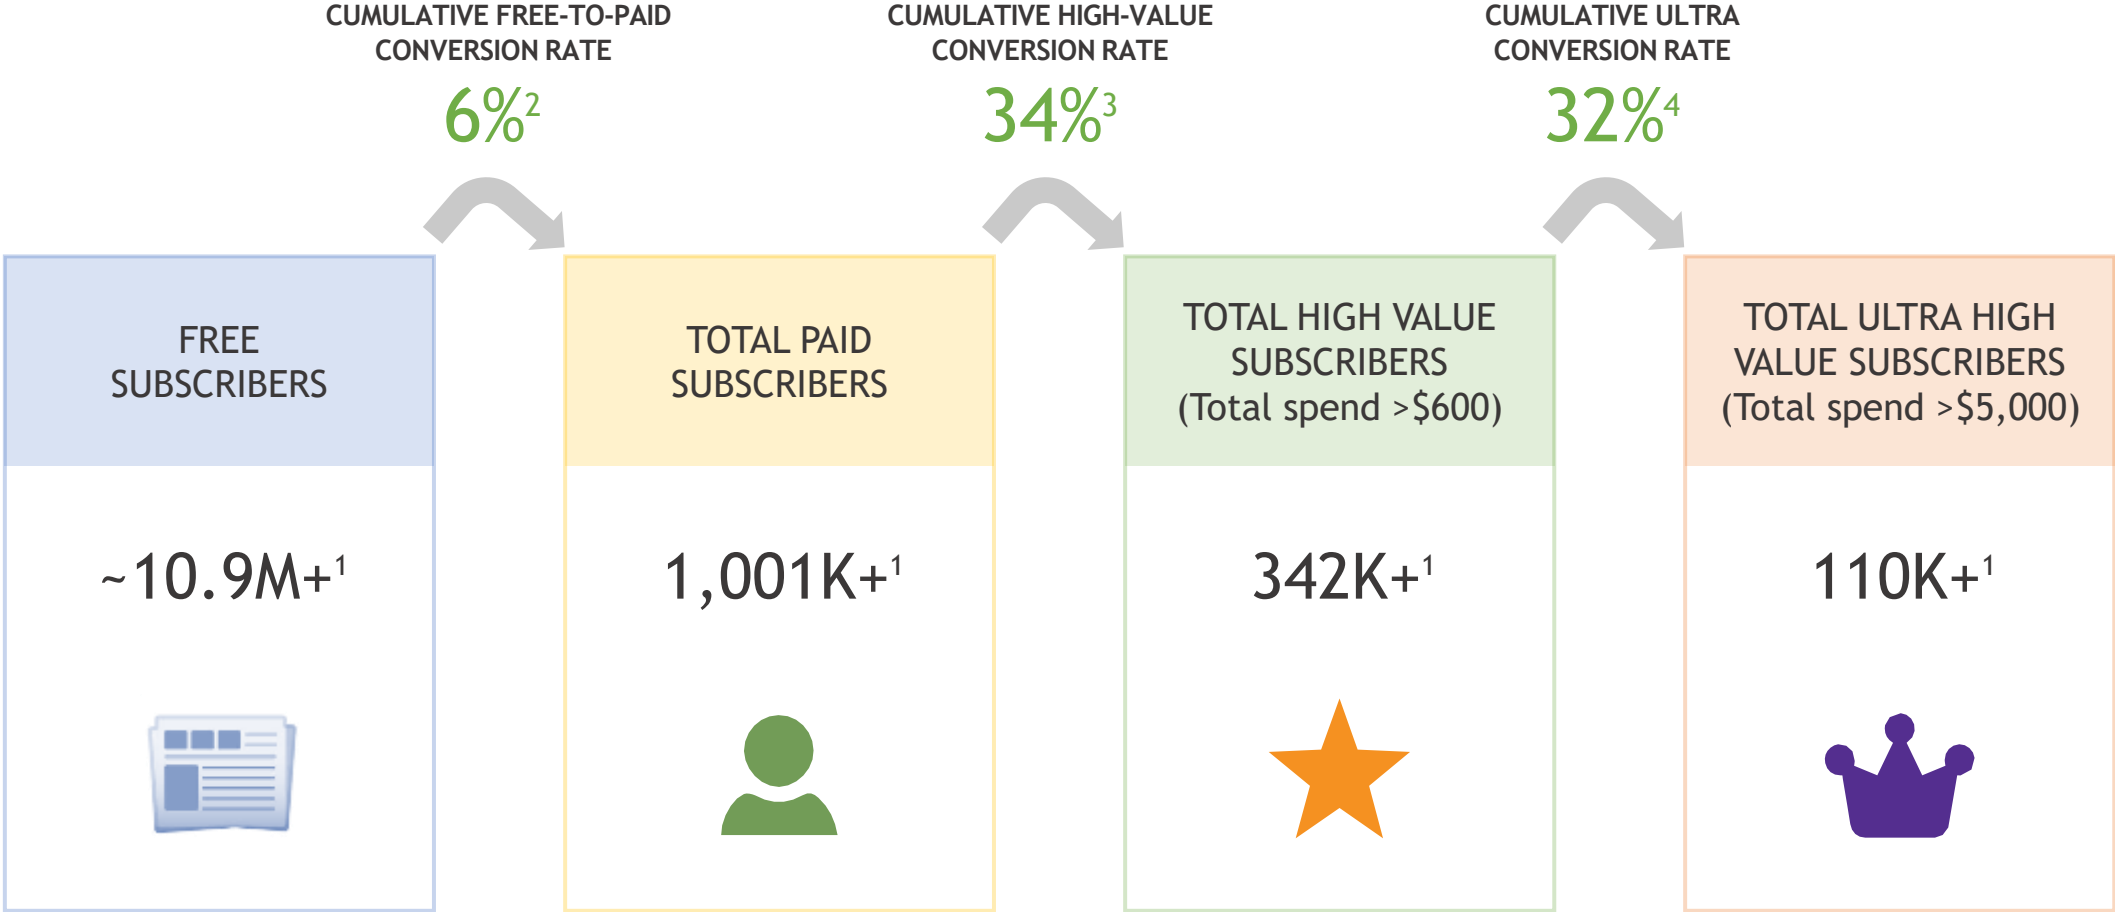 CUMULATIVE FREE-TO-PAID
CONVERSION RATE
6%²
CUMULATIVE HIGH-VALUE
CONVERSION RATE
34%³
CUMULATIVE ULTRA
CONVERSION RATE
32%⁴
FREE
SUBSCRIBERS
~10.9M+¹
TOTAL PAID
SUBSCRIBERS
1,001K+¹
TOTAL HIGH VALUE
SUBSCRIBERS
(Total spend >$600)
342K+¹
TOTAL ULTRA HIGH
VALUE SUBSCRIBERS
(Total spend >$5,000)
110K+¹